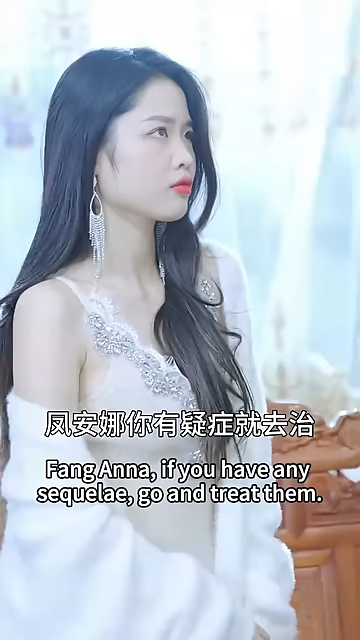 凤安娜你有疑症就去治
Fang Anna, if you have any
sequelae, go and treat them.